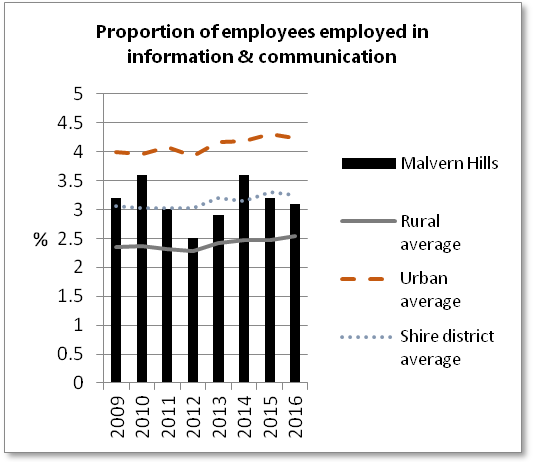 Proportion of employees employed in
information & communication
5
4.5
4
3.5
3
2.5
2
1.5
1
0.5
0
%
2009
2010
2011
2012
2013
2014
2015
2016
Malvern Hills
Rural
average
Urban
average
Shire district
average